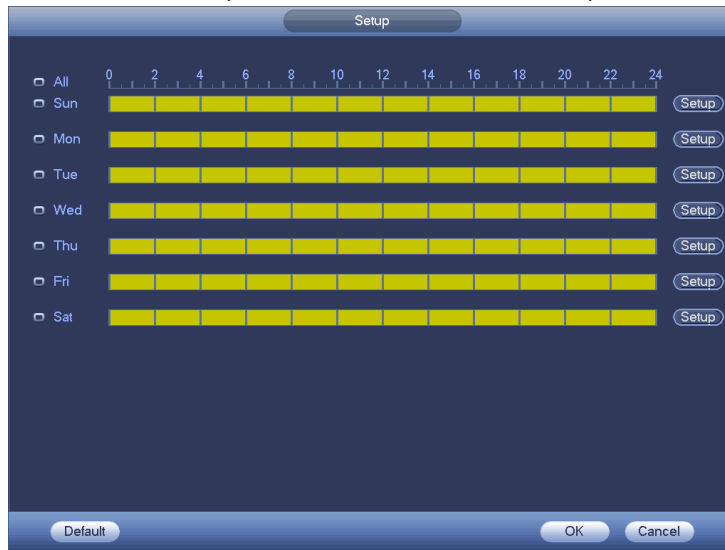 Setup
All 0 2 4 6 8 10 12 14 16 18 20 22 24
Sun Setup
Mon Setup
Tue Setup
Wed Setup
Thu Setup
Fri Setup
Sat Setup
Default OK Cancel